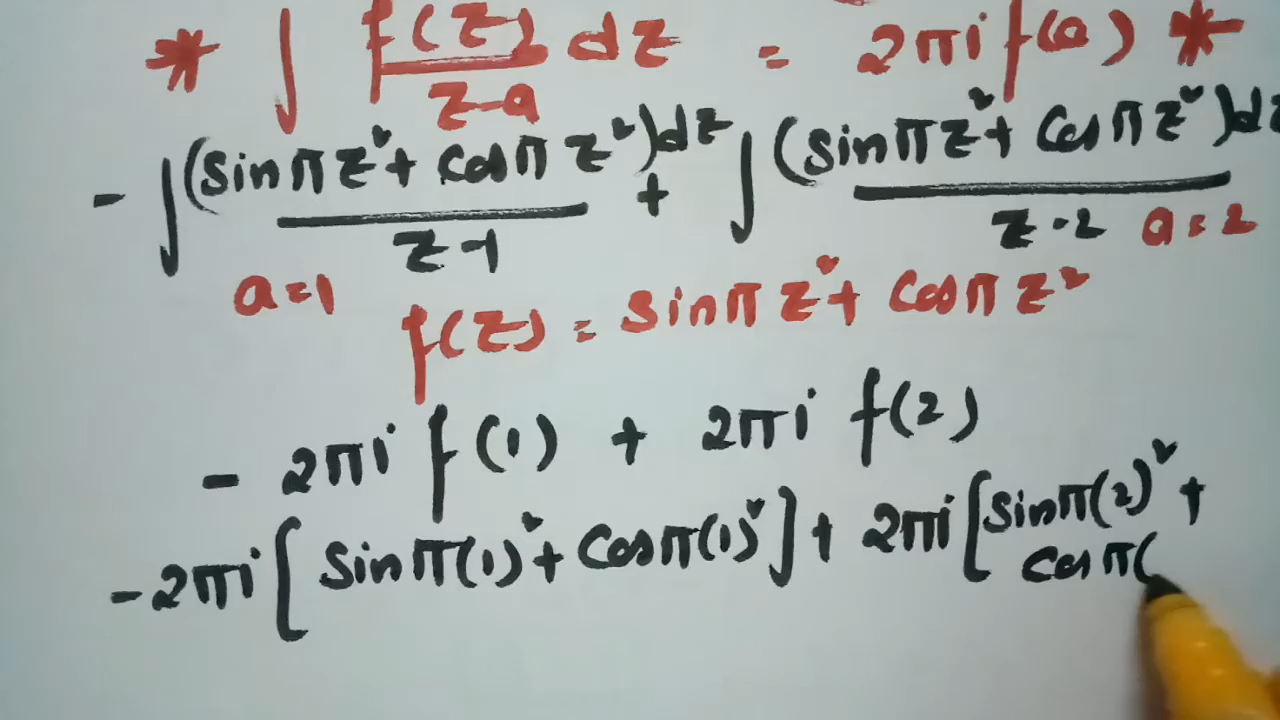 * ∫ f(z)/z-a dz = 2πi f(a) *
- ∫ (sinπz²+ cosπz²)dz/z-1 + ∫ (sinπz²+ cosπz²)dz/z-2
a=1 a=2
f(z) = sinπz²+ cosπz²
- 2πi f(1) + 2πi f(2)
-2πi[ sinπ(1)²+ cosπ(1)²] + 2πi[sinπ(2)²+
cosπ(